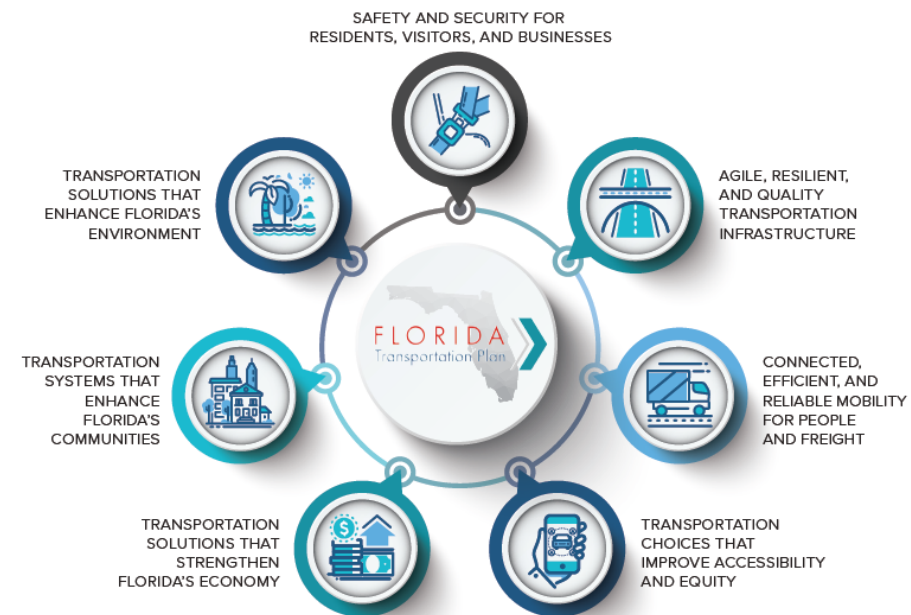 SAFETY AND SECURITY FOR
RESIDENTS, VISITORS, AND BUSINESSES
AGILE, RESILIENT,
AND QUALITY
TRANSPORTATION
INFRASTRUCTURE
CONNECTED,
EFFICIENT, AND
RELIABLE MOBILITY
FOR PEOPLE
AND FREIGHT
TRANSPORTATION
CHOICES THAT
IMPROVE ACCESSIBILITY
AND EQUITY
TRANSPORTATION
SOLUTIONS THAT
STRENGTHEN
FLORIDA'S ECONOMY
TRANSPORTATION
SYSTEMS THAT
ENHANCE
FLORIDA'S
COMMUNITIES
TRANSPORTATION
SOLUTIONS THAT
ENHANCE FLORIDA'S
ENVIRONMENT
FLORIDA
Transportation Plan
$